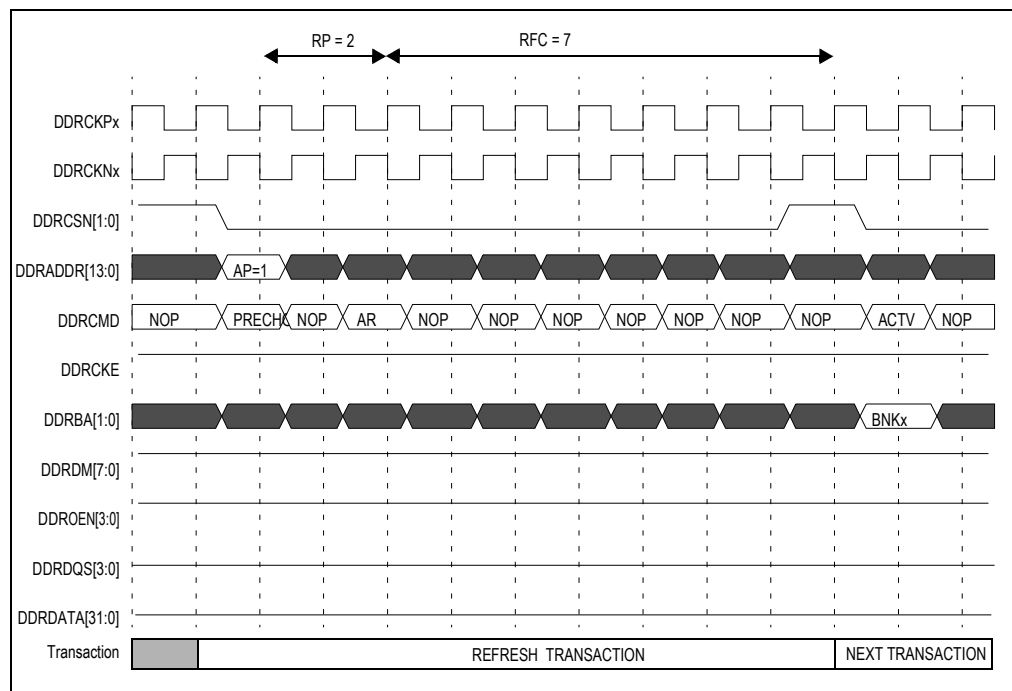 RP = 2 RFC = 7
DDRCKPx
DDRCKNx
DDRCSN[1:0]
DDRADDR[13:0] AP=1
DDRCMD NOP PRECHG NOP AR NOP NOP NOP NOP NOP NOP NOP ACTV NOP
DDRCKE
DDRBA[1:0] BNKx
DDRDM[7:0]
DDROEN[3:0]
DDRDQS[3:0]
DDRDATA[31:0]
Transaction REFRESH TRANSACTION NEXT TRANSACTION